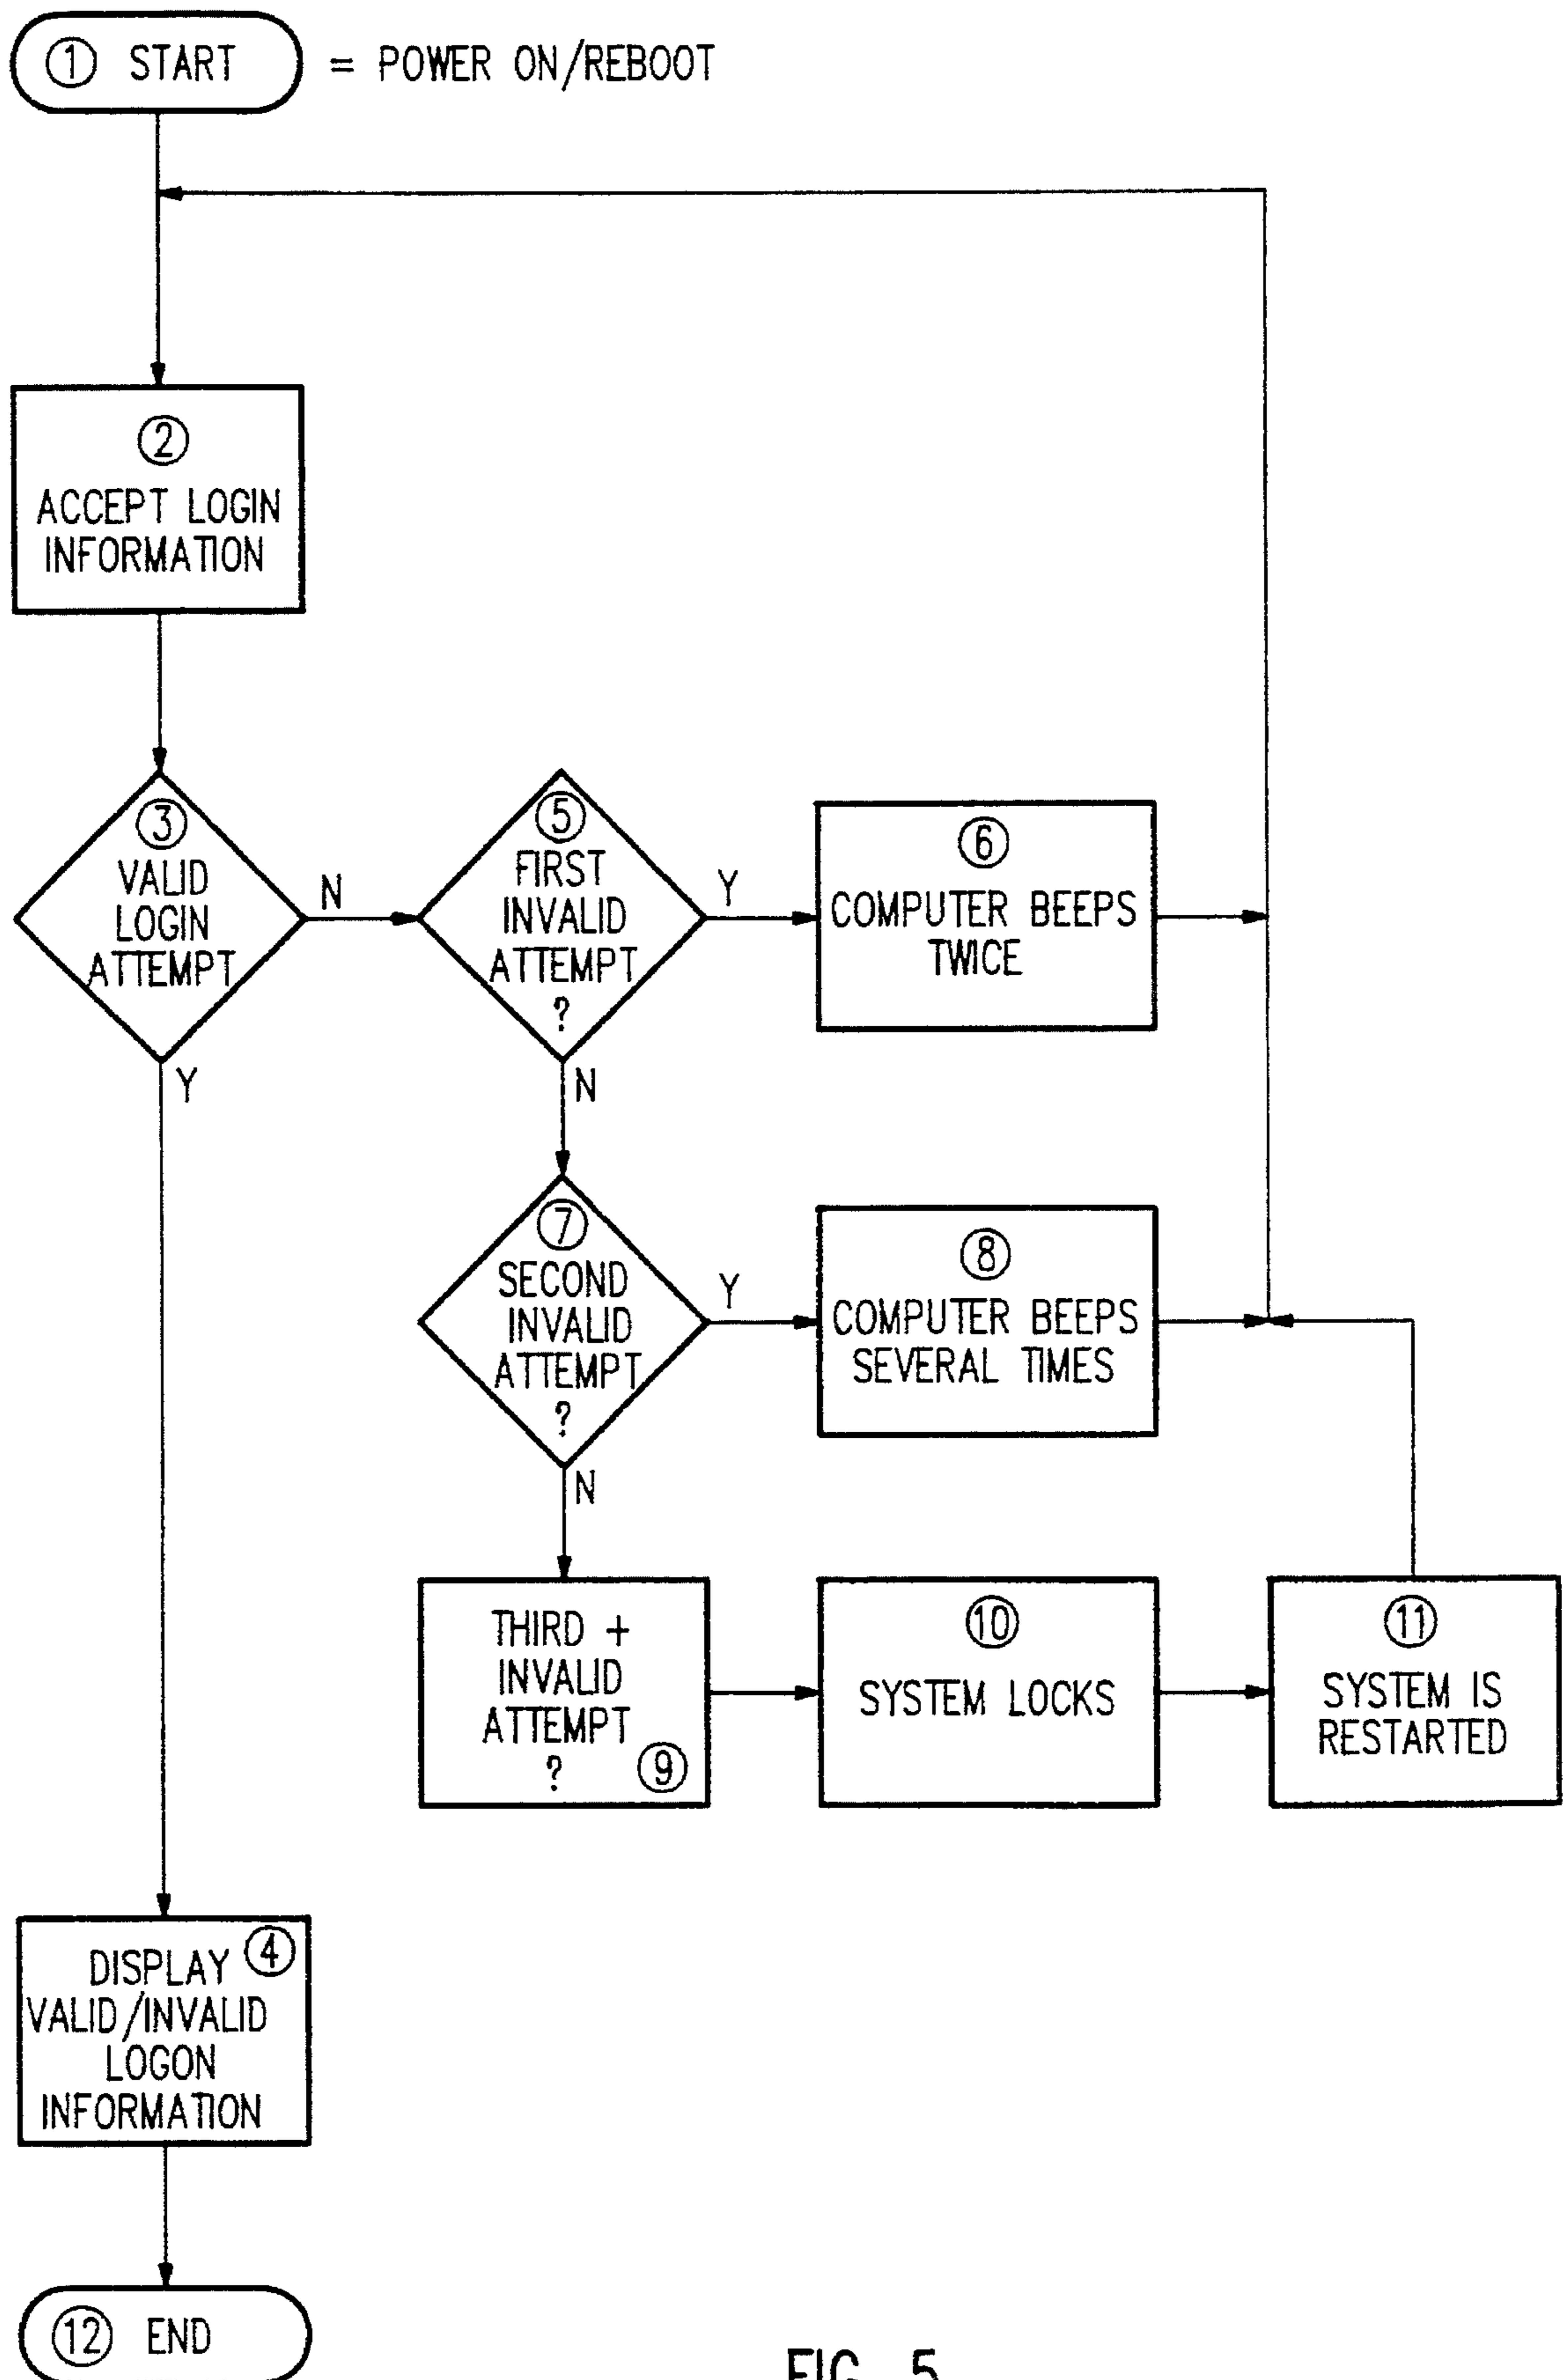 ① START = POWER ON/REBOOT
②
ACCEPT LOGIN
INFORMATION
③
VALID
LOGIN
ATTEMPT
N
Y
⑤
FIRST
INVALID
ATTEMPT
?
Y
N
⑥
COMPUTER BEEPS
TWICE
⑦
SECOND
INVALID
ATTEMPT
?
Y
N
⑧
COMPUTER BEEPS
SEVERAL TIMES
THIRD +
INVALID
ATTEMPT
? ⑨
⑩
SYSTEM LOCKS
⑪
SYSTEM IS
RESTARTED
DISPLAY ④
VALID/INVALID
LOGON
INFORMATION
⑫ END
FIG. 5